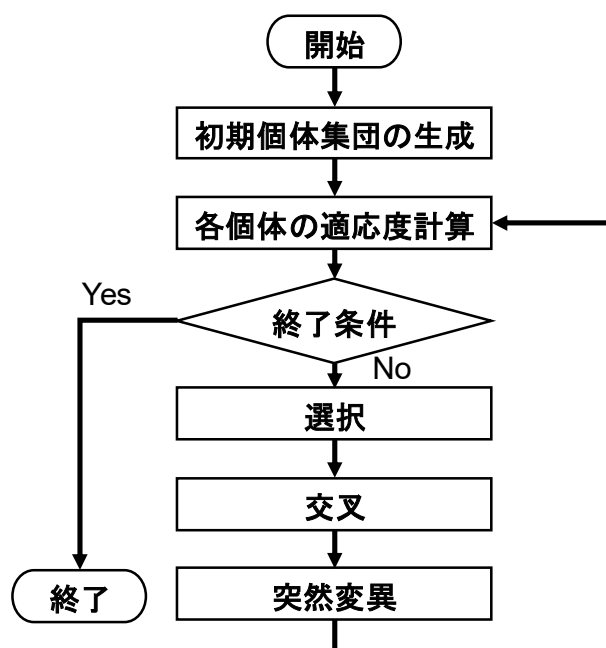 開始
初期個体集団の生成
各個体の適応度計算
Yes
終了条件
No
選択
交叉
終了
突然変異